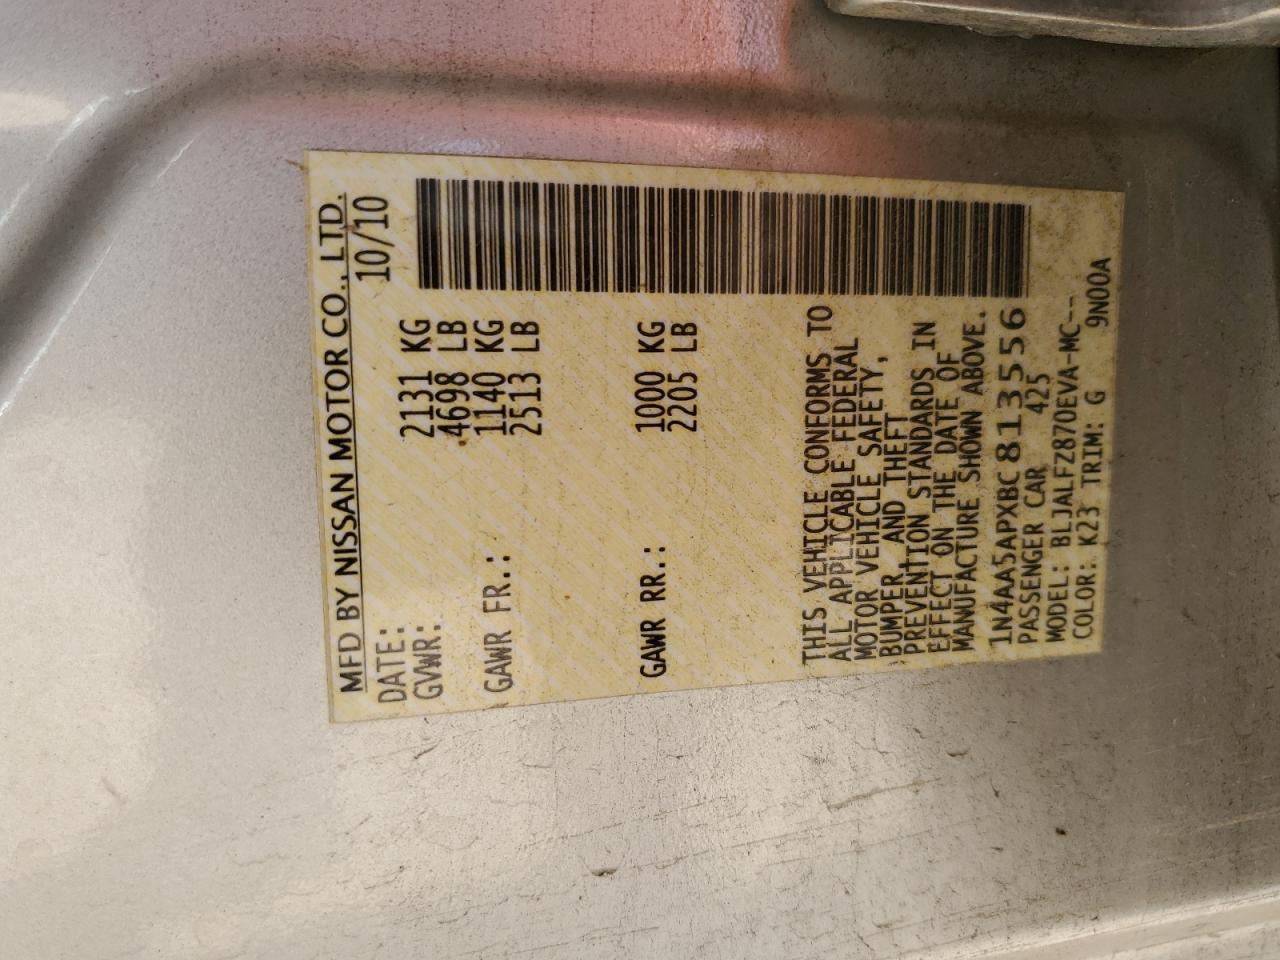 MFD BY NISSAN MOTOR CO., LTD.
DATE: 10/10
GVWR: 2131 KG
4698 LB
GAWR FR.: 1140 KG
2513 LB
GAWR RR.: 1000 KG
2205 LB
THIS VEHICLE CONFORMS TO
ALL APPLICABLE FEDERAL
MOTOR VEHICLE SAFETY,
BUMPER AND THEFT
PREVENTION STANDARDS IN
EFFECT ON THE DATE OF
MANUFACTURE SHOWN ABOVE.
1N4AA5APXBC813556
PASSENGER CAR 425
MODEL: BLJALFZ870EVA-MC--
COLOR: K23 TRIM: G 9N00A